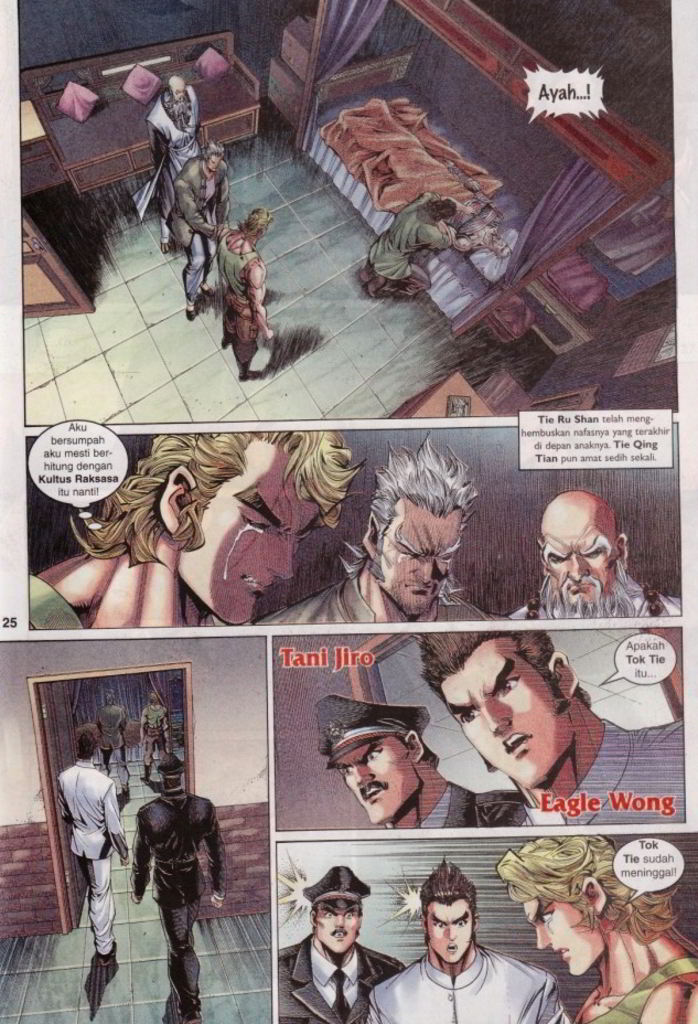 Ayah...!
Tie Ru Shan telah meng-
hembuskan nafasnya yang terakhir
di depan anaknya. Tie Qing
Tian pun amat sedih sekali.
Aku
bersumpah
aku mesti ber-
hitung dengan
Kultus Raksasa
itu nanti!
25
Tani Jiro
Apakah
Tok Tie
itu...
Eagle Wong
Tok
Tie sudah
meninggal!